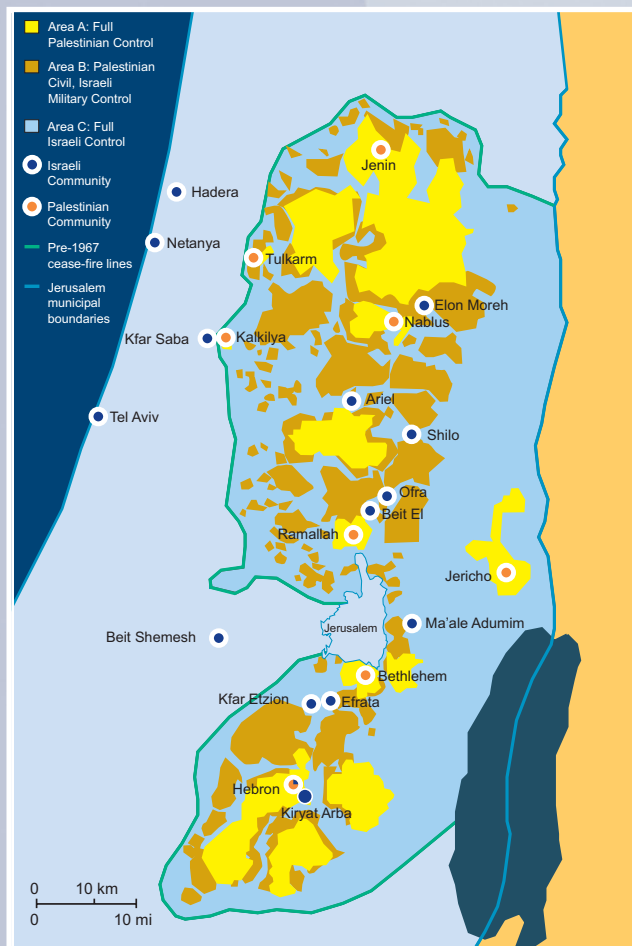 Area A: Full
Palestinian Control
Area B: Palestinian
Civil, Israeli
Military Control
Area C: Full
Israeli Control
Israeli
Community
Palestinian
Community
Pre-1967
cease-fire lines
Jerusalem
municipal
boundaries
Jenin
Hadera
Netanya
Tulkarm
Elon Moreh
Nablus
Kfar Saba
Kalkilya
Ariel
Tel Aviv
Shilo
Ofra
Beit El
Ramallah
Jericho
Jerusalem
Ma'ale Adumim
Beit Shemesh
Bethlehem
Kfar Etzion
Efrata
Hebron
Kiryat Arba
0 10 km
0 10 mi